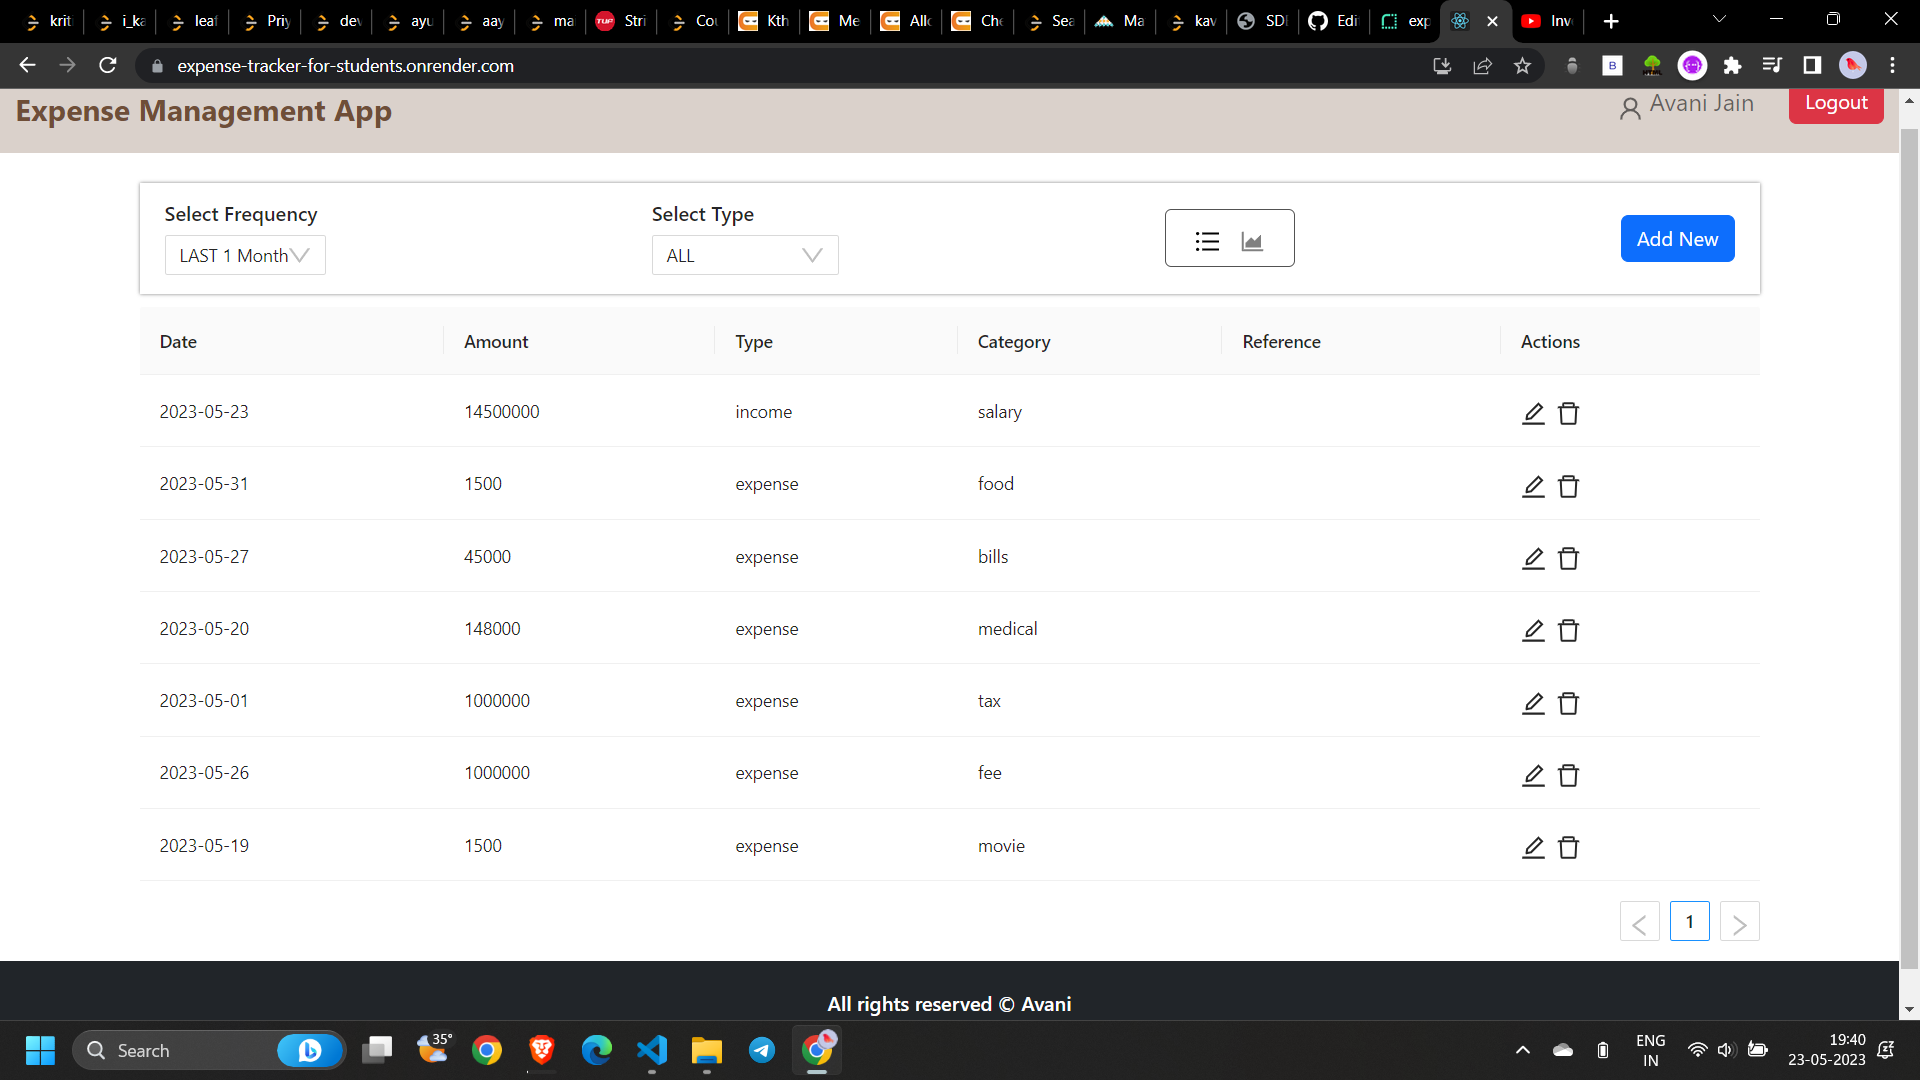 krit i_ka leaf Priy dev ayu aay ma Stri Cou Kth Me Allo Che Sea Ma kav SDI Edit exp Inv
expense-tracker-for-students.onrender.com
Expense Management App Avani Jain Logout
Select Frequency Select Type
LAST 1 Month ALL Add New
Date Amount Type Category Reference Actions
2023-05-23 14500000 income salary
2023-05-31 1500 expense food
2023-05-27 45000 expense bills
2023-05-20 148000 expense medical
2023-05-01 1000000 expense tax
2023-05-26 1000000 expense fee
2023-05-19 1500 expense movie
1
All rights reserved © Avani
Search 35° ENG 19:40
IN 23-05-2023